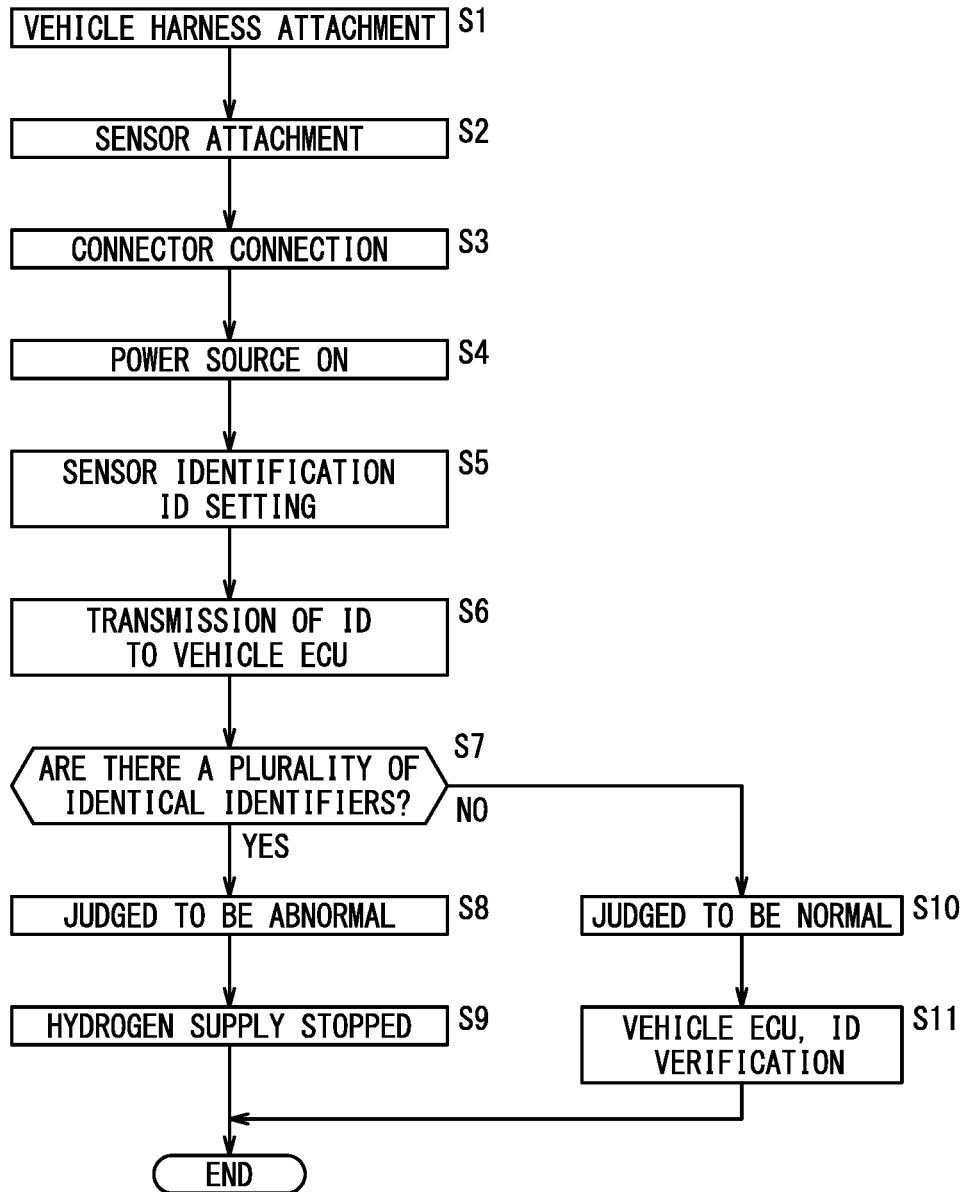 VEHICLE HARNESS ATTACHMENT S1
SENSOR ATTACHMENT S2
CONNECTOR CONNECTION S3
POWER SOURCE ON S4
SENSOR IDENTIFICATION S5
ID SETTING
TRANSMISSION OF ID S6
TO VEHICLE ECU
ARE THERE A PLURALITY OF S7
IDENTICAL IDENTIFIERS? NO
YES
JUDGED TO BE ABNORMAL S8
JUDGED TO BE NORMAL S10
HYDROGEN SUPPLY STOPPED S9
VEHICLE ECU, ID S11
VERIFICATION
END